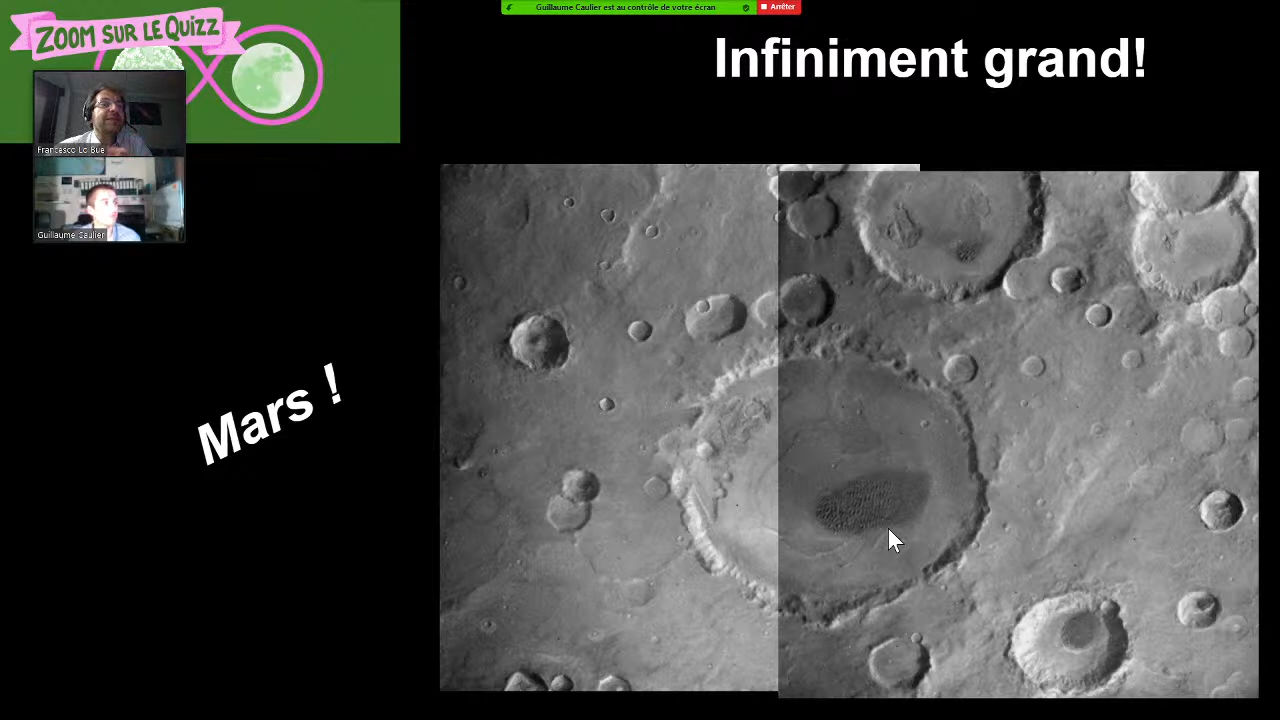 Guillaume Caulier est au contrôle de votre écran
Arrêter
ZOOM SUR LE QUIZZ
Infiniment grand!
Francesco Lo Bue
Guillaume Caulier
Mars !